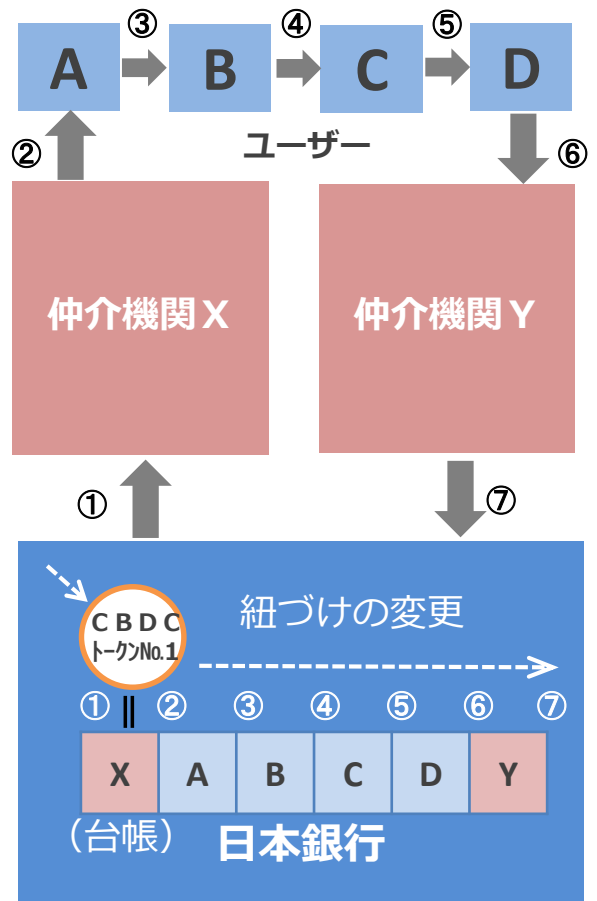 ③ ④ ⑤
A B C D
② ユーザー ⑥
仲介機関X 仲介機関Y
① ⑦
CBDC
トークンNo.1
紐づけの変更
① ② ③ ④ ⑤ ⑥ ⑦
X A B C D Y
（台帳） 日本銀行